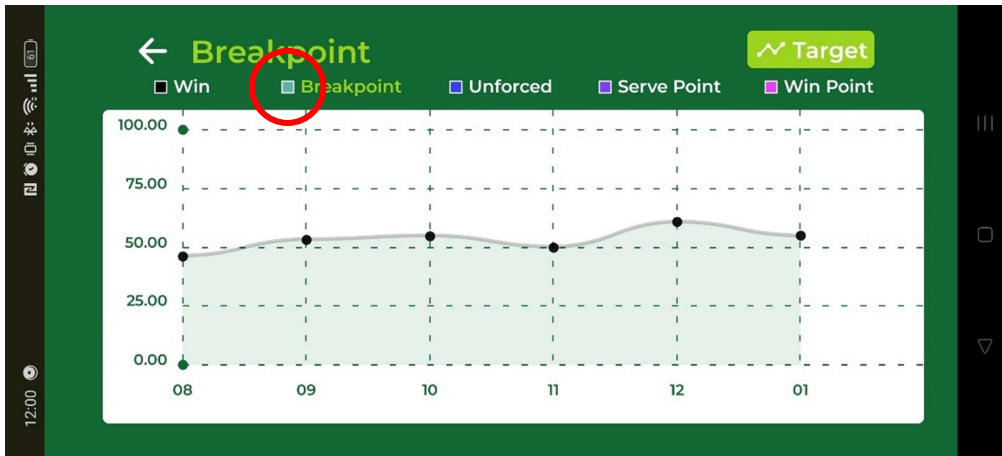 Breakpoint
Target
Win Breakpoint Unforced Serve Point Win Point
100.00
75.00
50.00
25.00
0.00
08 09 10 11 12 01
12:00
61